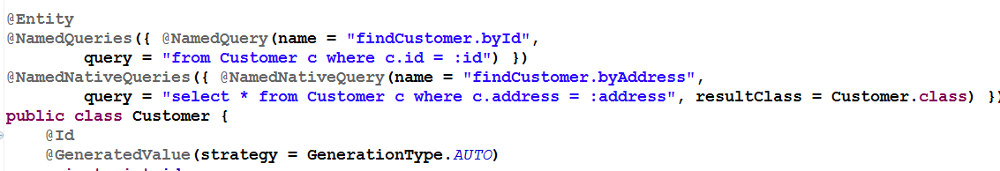 @Entity
@NamedQueries({ @NamedQuery(name = "findCustomer.byId",
query = "from Customer c where c.id = :id") })
@NamedNativeQueries({ @NamedNativeQuery(name = "findCustomer.byAddress",
query = "select * from Customer c where c.address = :address", resultClass = Customer.class) })
public class Customer {
@Id
@GeneratedValue(strategy = GenerationType.AUTO)